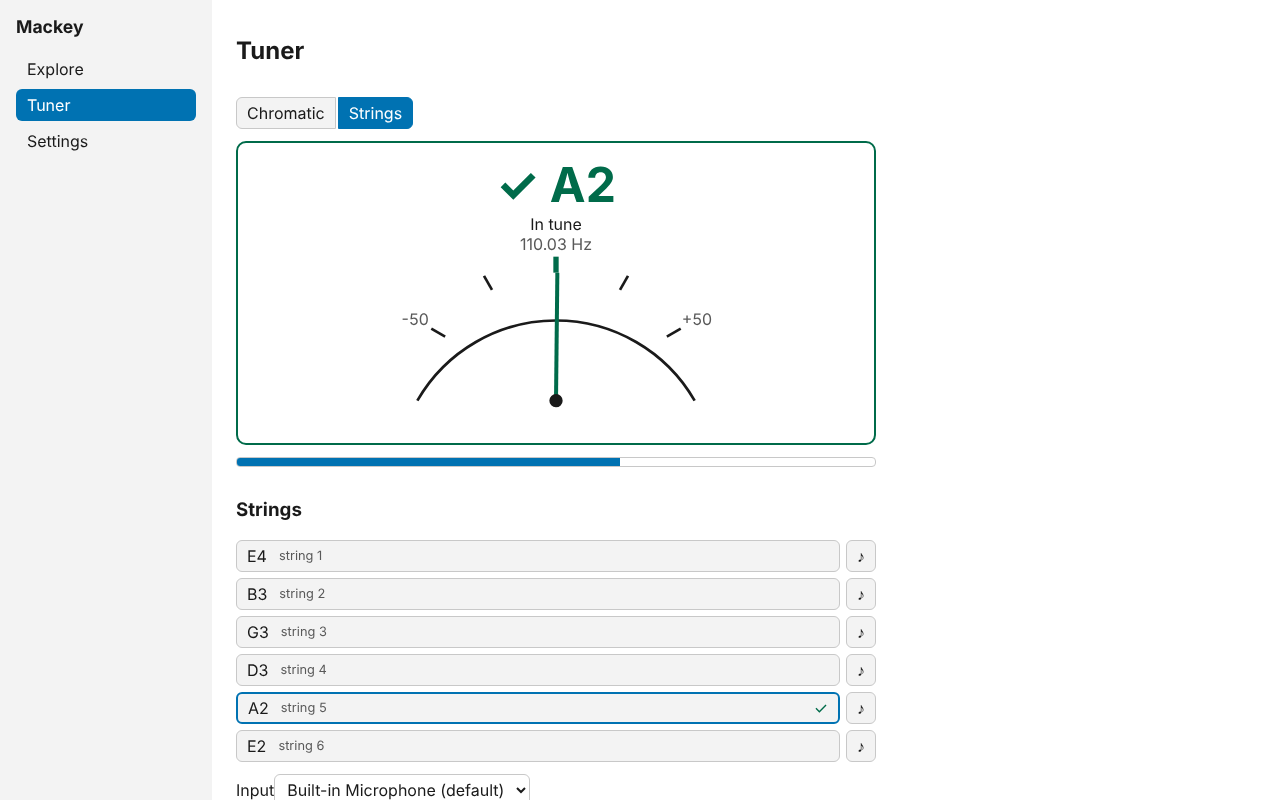 Mackey
Explore
Tuner
Settings
Tuner
Chromatic Strings
✓ A2
In tune
110.03 Hz
-50 +50
Strings
E4 string 1 ♪
B3 string 2 ♪
G3 string 3 ♪
D3 string 4 ♪
A2 string 5 ✓ ♪
E2 string 6 ♪
Input Built-in Microphone (default)